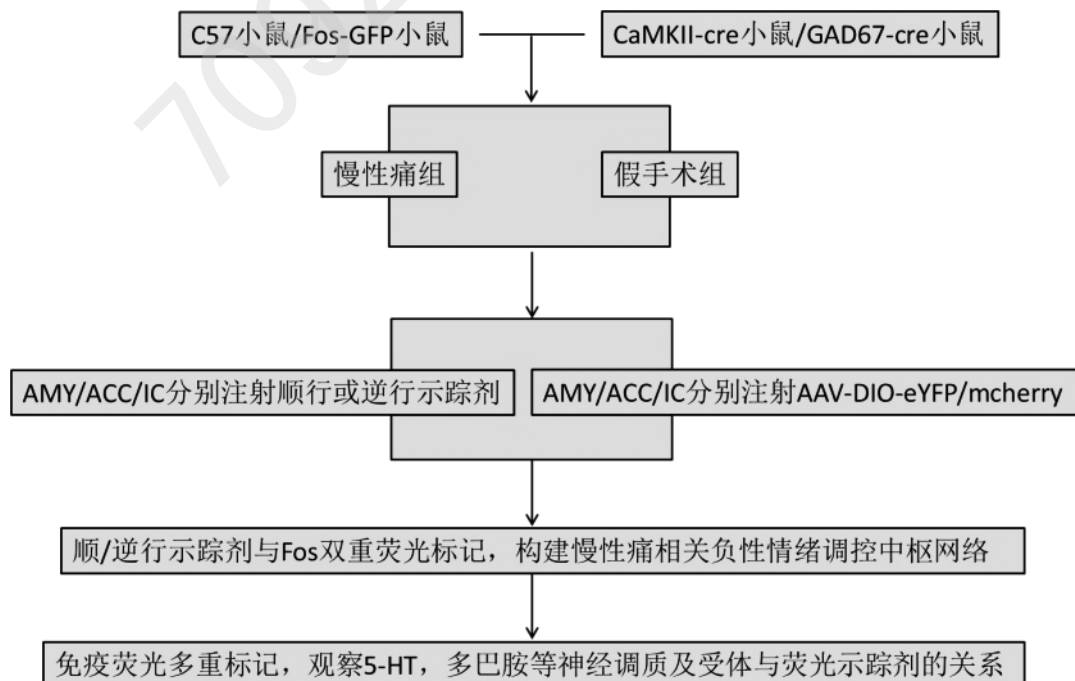 C57小鼠/Fos-GFP小鼠
CaMKII-cre小鼠/GAD67-cre小鼠
慢性痛组
假手术组
AMY/ACC/IC分别注射顺行或逆行示踪剂
AMY/ACC/IC分别注射AAV-DIO-eYFP/mcherry
顺/逆行示踪剂与Fos双重荧光标记，构建慢性痛相关负性情绪调控中枢网络
免疫荧光多重标记，观察5-HT，多巴胺等神经调质及受体与荧光示踪剂的关系